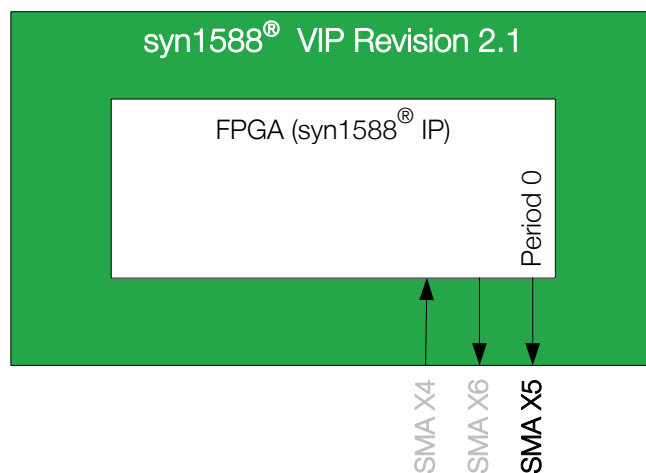 syn1588® VIP Revision 2.1
FPGA (syn1588® IP)
Period 0
SMA X4
SMA X6
SMA X5